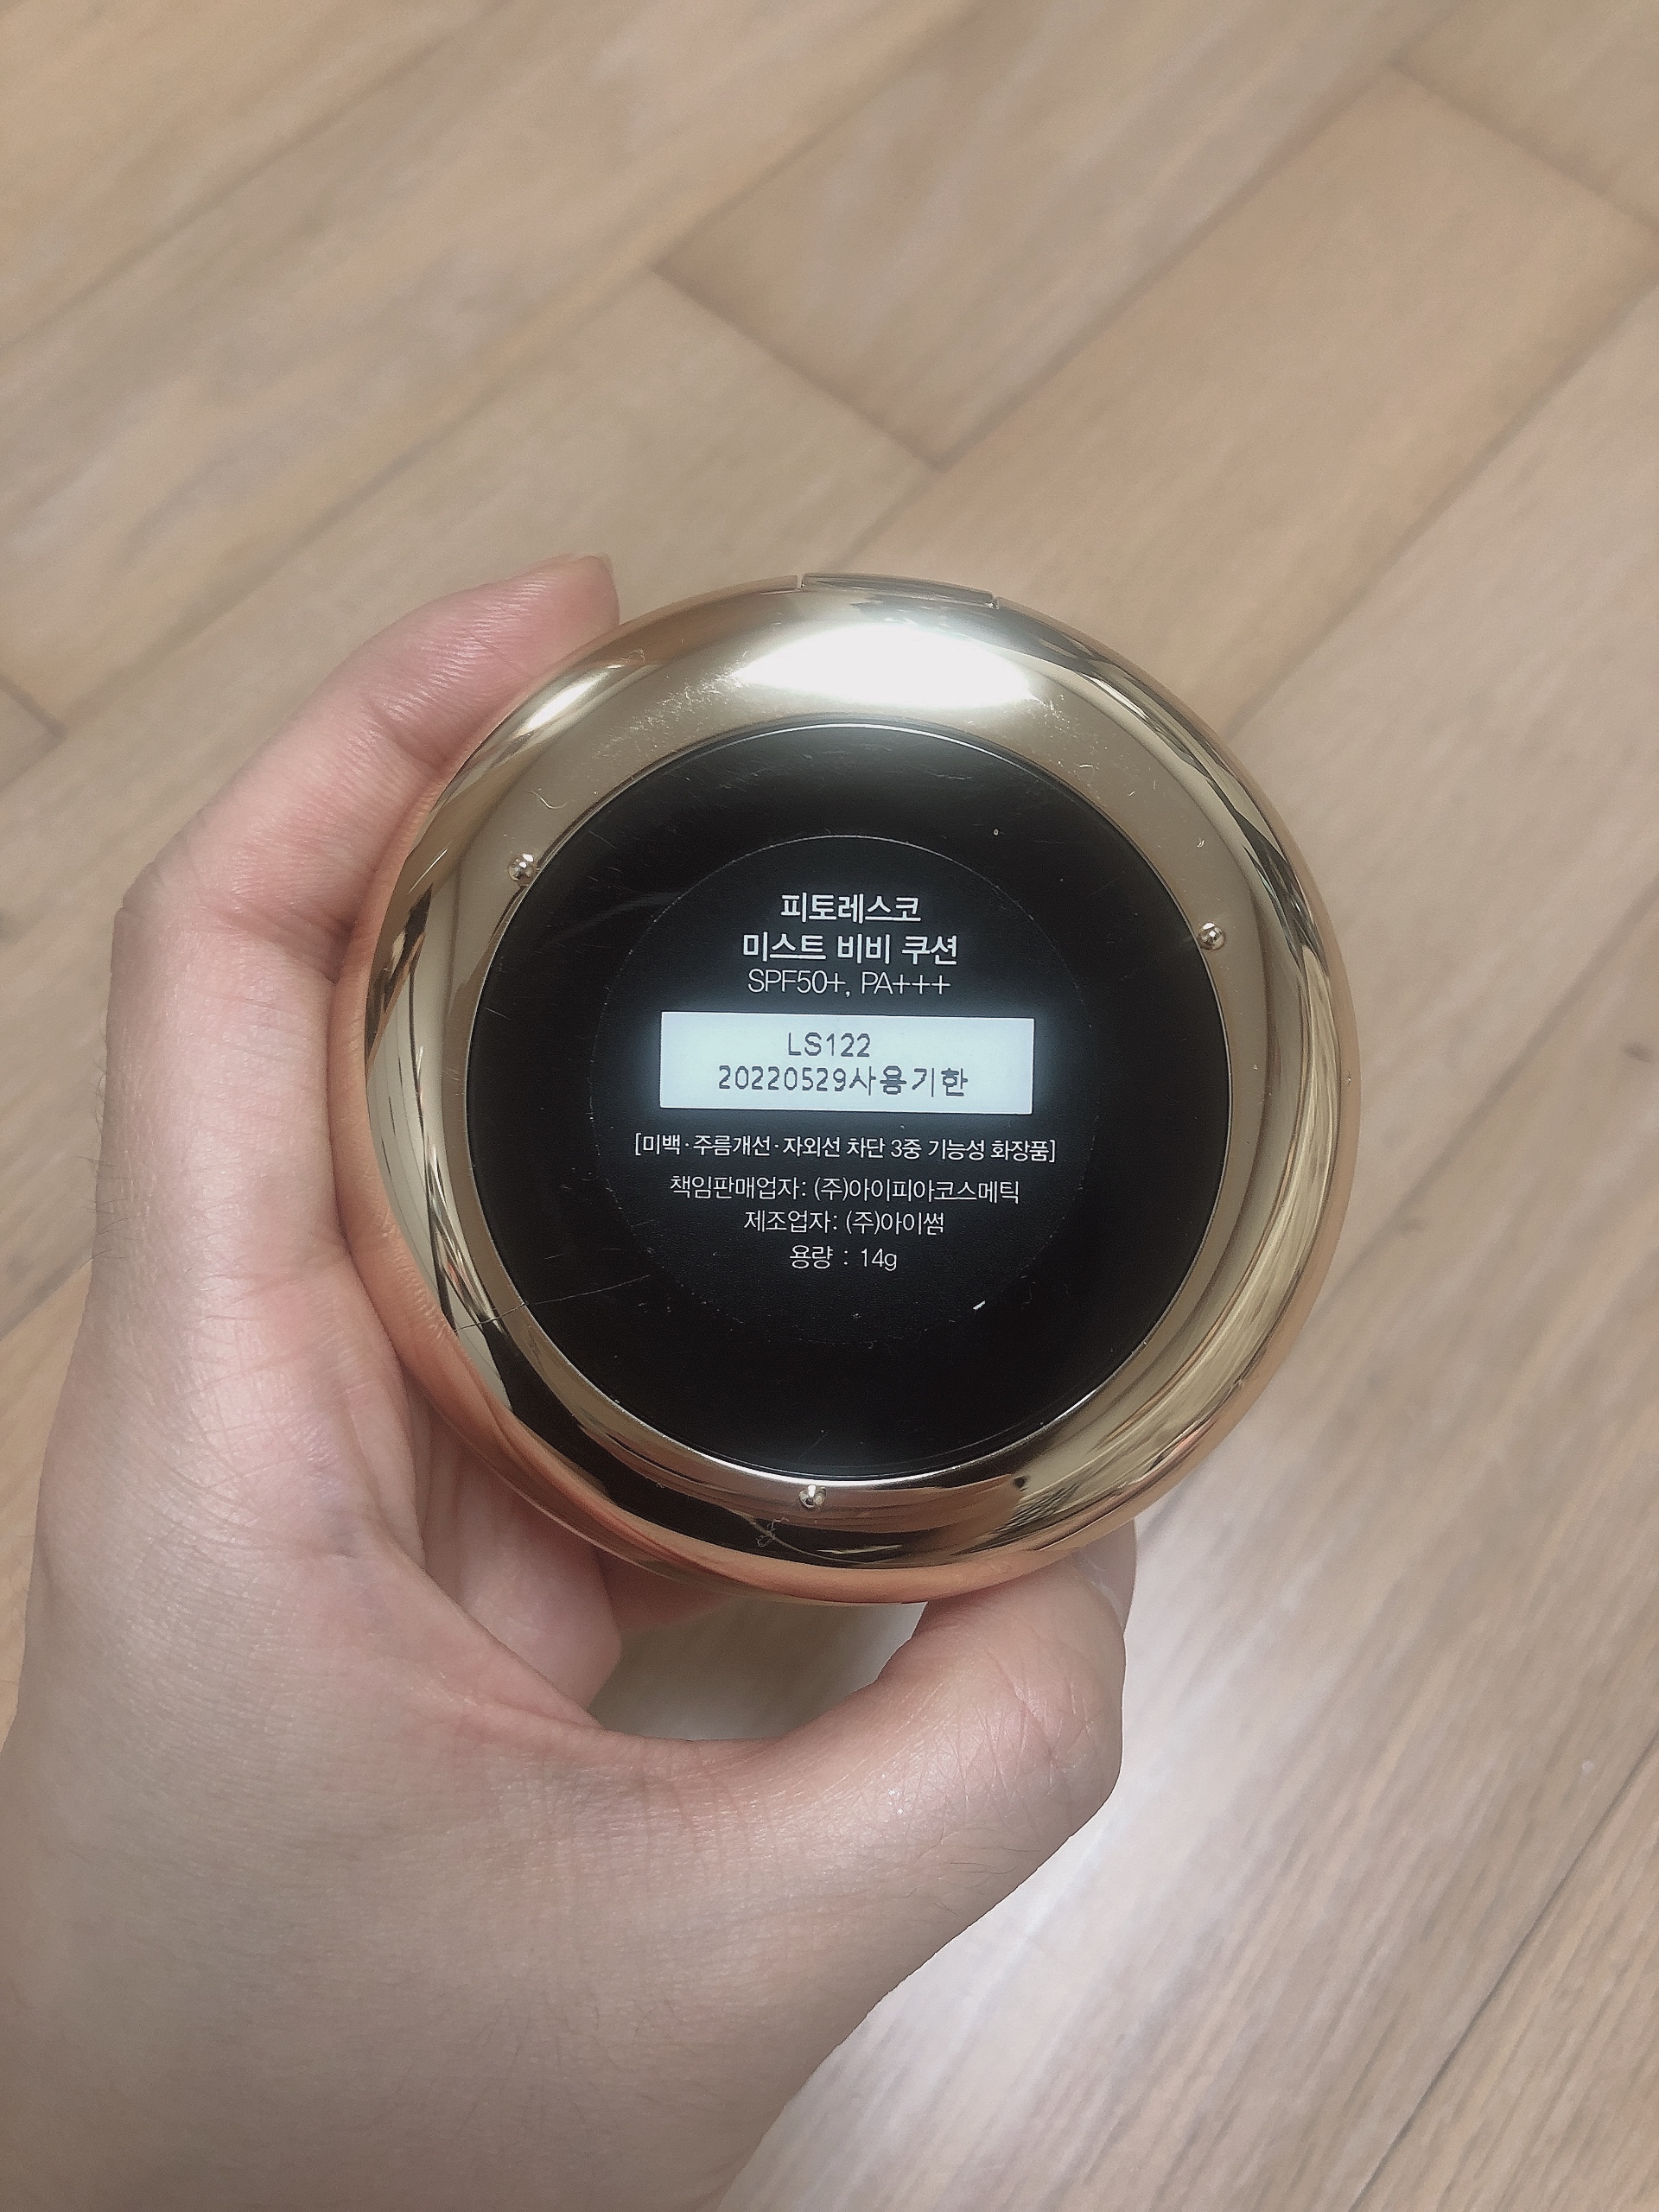 피토레스코
미스트 비비 쿠션
SPF50+, PA+++
LS122
20220529사용기한
[미백·주름개선·자외선 차단 3중 기능성 화장품]
책임판매업자: (주)아이피아코스메틱
제조업자: (주)아이썸
용량 : 14g